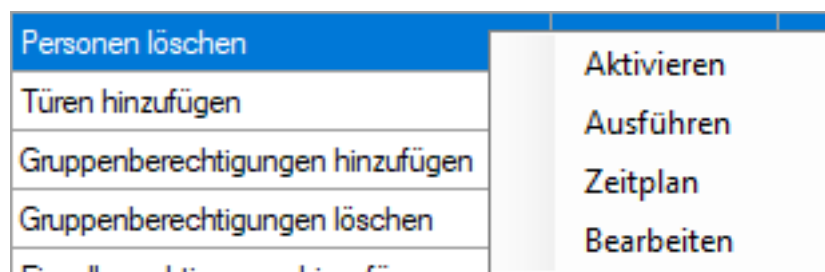 Personen löschen
Türen hinzufügen
Gruppenberechtigungen hinzufügen
Gruppenberechtigungen löschen
Aktivieren
Ausführen
Zeitplan
Bearbeiten